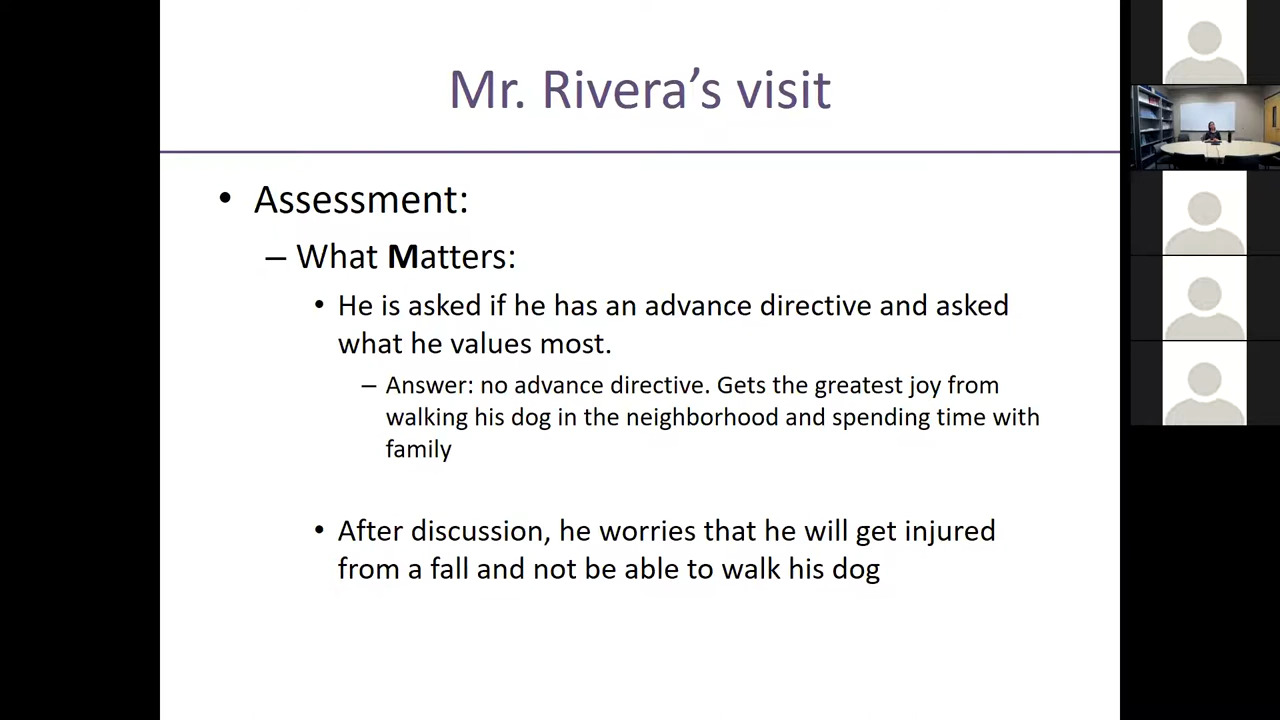 Mr. Rivera’s visit
• Assessment:
– What Matters:
• He is asked if he has an advance directive and asked
what he values most.
– Answer: no advance directive. Gets the greatest joy from
walking his dog in the neighborhood and spending time with
family
• After discussion, he worries that he will get injured
from a fall and not be able to walk his dog